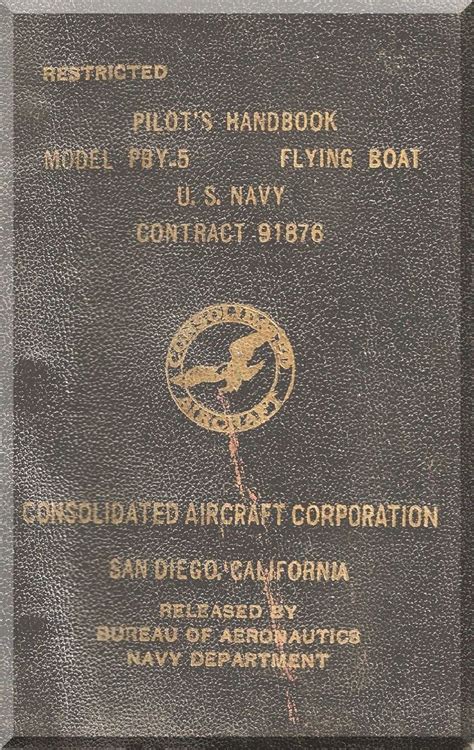 RESTRICTED
PILOT'S HANDBOOK
MODEL PBY-5 FLYING BOAT
U. S. NAVY
CONTRACT 91876
CONSOLIDATED
AIRCRAFT
CONSOLIDATED AIRCRAFT CORPORATION
SAN DIEGO, CALIFORNIA
RELEASED BY
BUREAU OF AERONAUTICS
NAVY DEPARTMENT